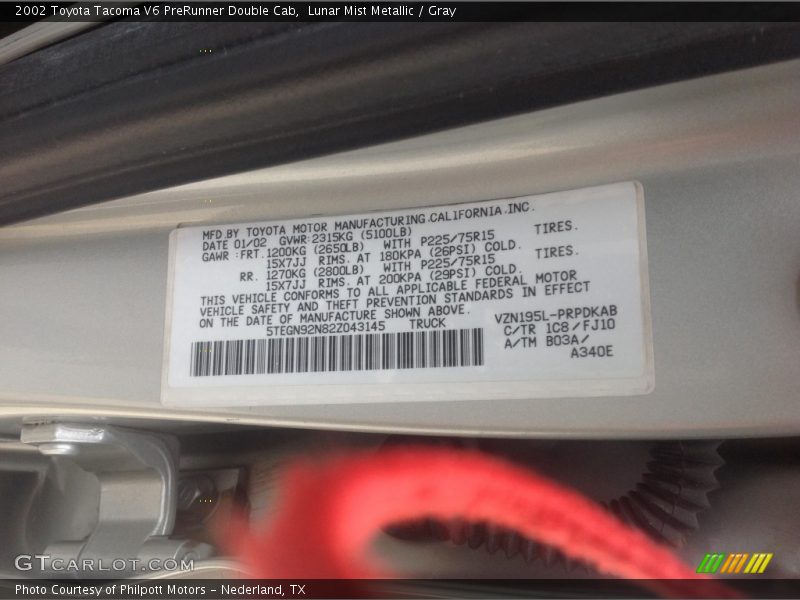 2002 Toyota Tacoma V6 PreRunner Double Cab,  Lunar Mist Metallic / Gray
MFD.BY TOYOTA MOTOR MANUFACTURING.CALIFORNIA.INC.
DATE 01/02 GVWR:2315KG (5100LB)
GAWR :FRT.1200KG (2650LB) WITH P225/75R15 TIRES.
15X7JJ RIMS. AT 180KPA (26PSI) COLD.
RR. 1270KG (2800LB) WITH P225/75R15 TIRES.
15X7JJ RIMS. AT 200KPA (29PSI) COLD.
THIS VEHICLE CONFORMS TO ALL APPLICABLE FEDERAL MOTOR
VEHICLE SAFETY AND THEFT PREVENTION STANDARDS IN EFFECT
ON THE DATE OF MANUFACTURE SHOWN ABOVE.
5TEGN92N82Z043145 TRUCK
VZN195L-PRPDKAB
C/TR 1C8/FJ10
A/TM B03A/
A340E
GTCARLOT.COM
Photo Courtesy of Philpott Motors - Nederland, TX